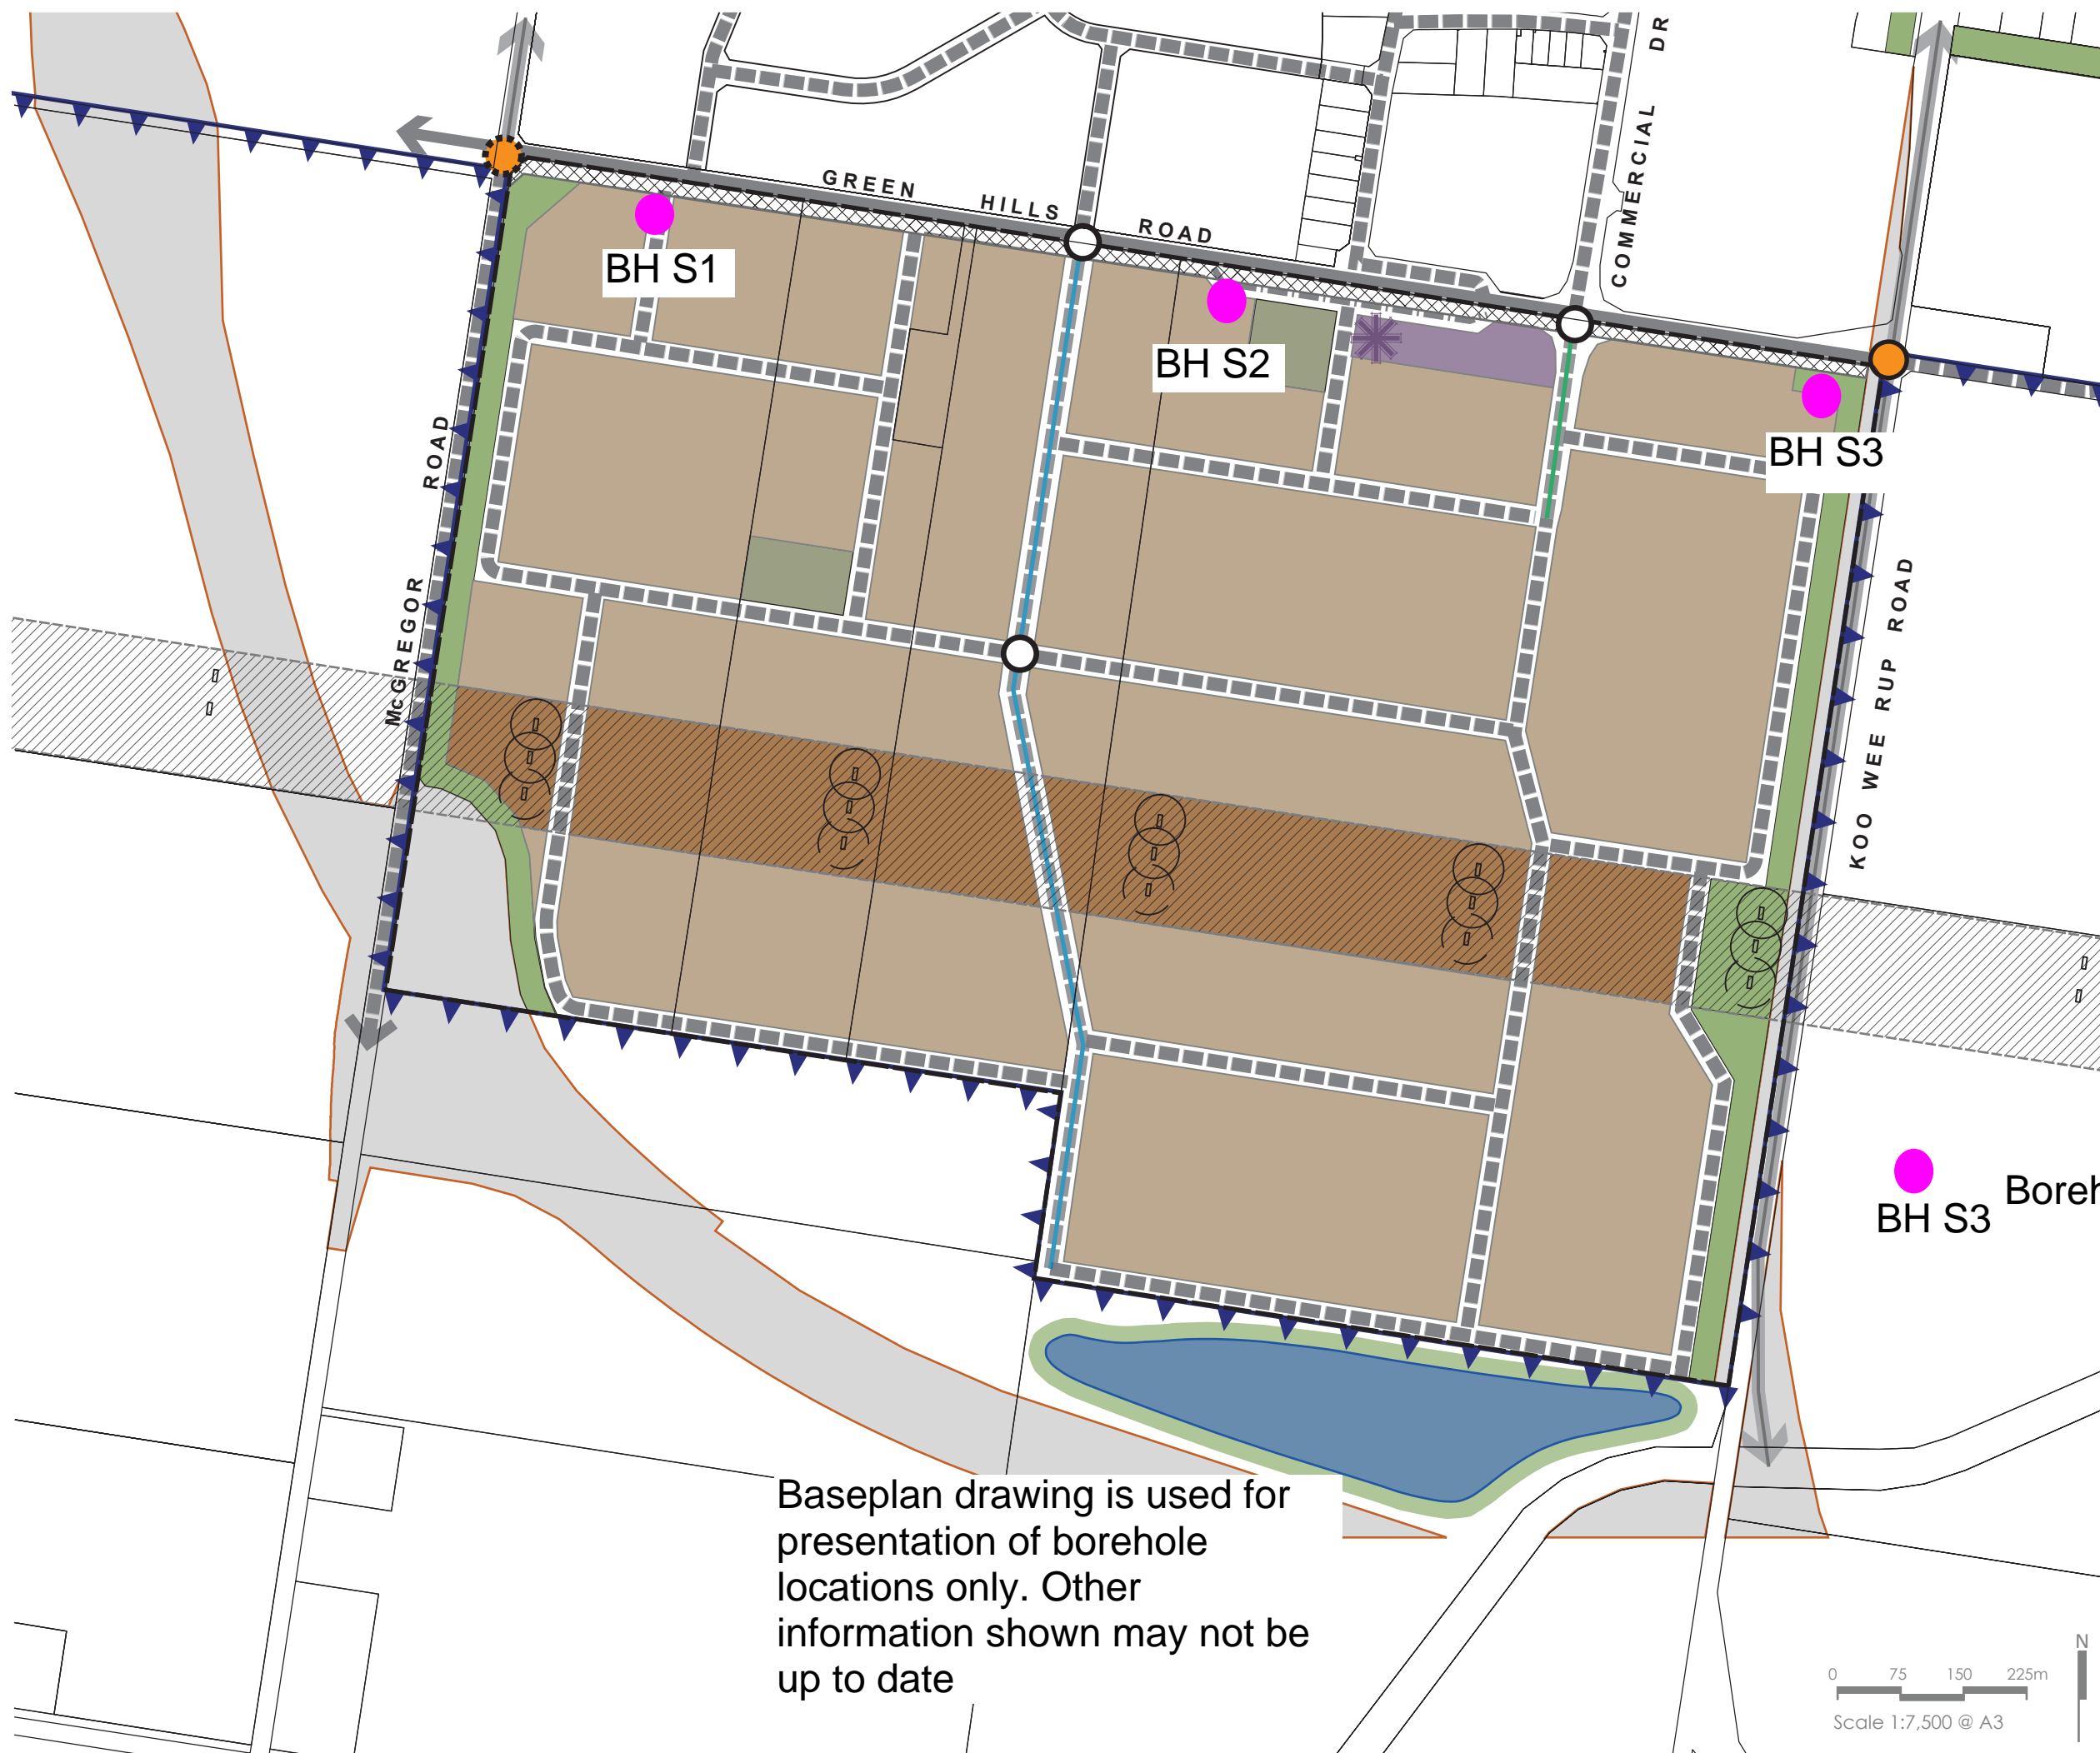 COMMERCIAL DR
GREEN HILLS ROAD
BH S1
BH S2
BH S3
McGREGOR ROAD
KOO WEE RUP ROAD
BH S3
Baseplan drawing is used for
presentation of borehole
locations only. Other
information shown may not be
up to date
N
0 75 150 225m
Scale 1:7,500 @ A3